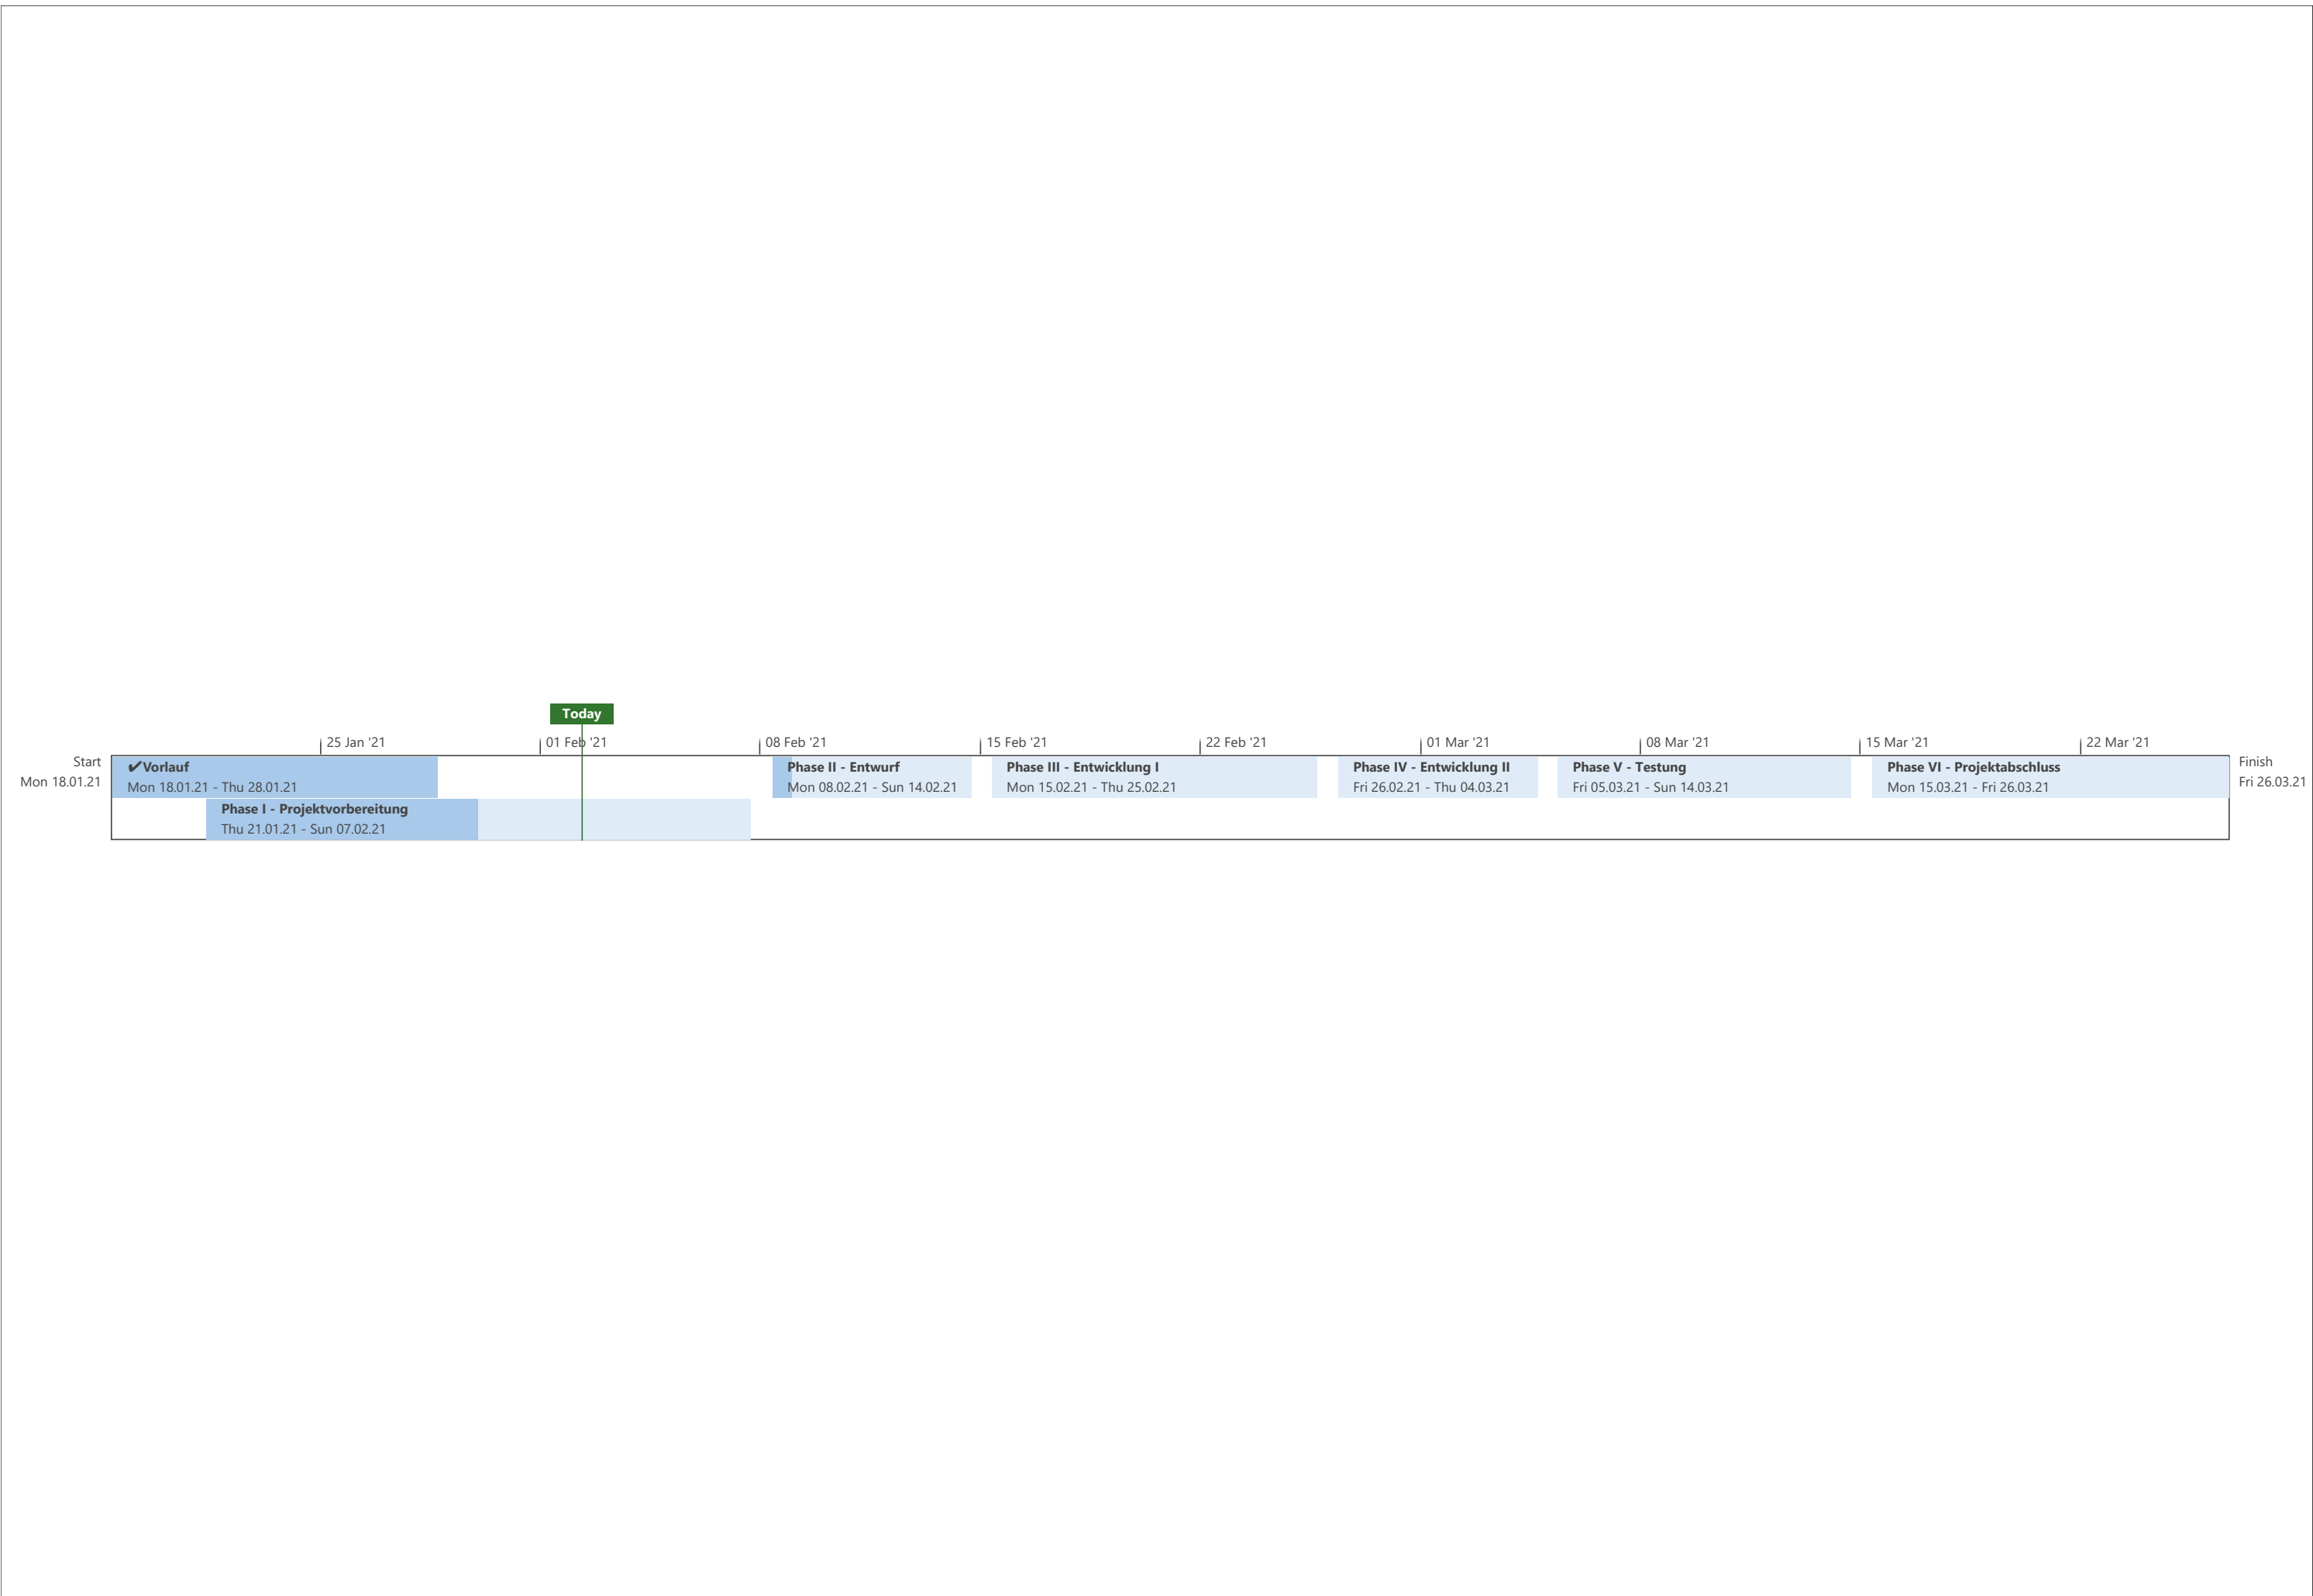 Today
25 Jan '21
01 Feb '21
08 Feb '21
15 Feb '21
22 Feb '21
01 Mar '21
08 Mar '21
15 Mar '21
22 Mar '21
Start
Mon 18.01.21
✔Vorlauf
Mon 18.01.21 - Thu 28.01.21
Phase II - Entwurf
Mon 08.02.21 - Sun 14.02.21
Phase III - Entwicklung I
Mon 15.02.21 - Thu 25.02.21
Phase IV - Entwicklung II
Fri 26.02.21 - Thu 04.03.21
Phase V - Testung
Fri 05.03.21 - Sun 14.03.21
Phase VI - Projektabschluss
Mon 15.03.21 - Fri 26.03.21
Finish
Fri 26.03.21
Phase I - Projektvorbereitung
Thu 21.01.21 - Sun 07.02.21